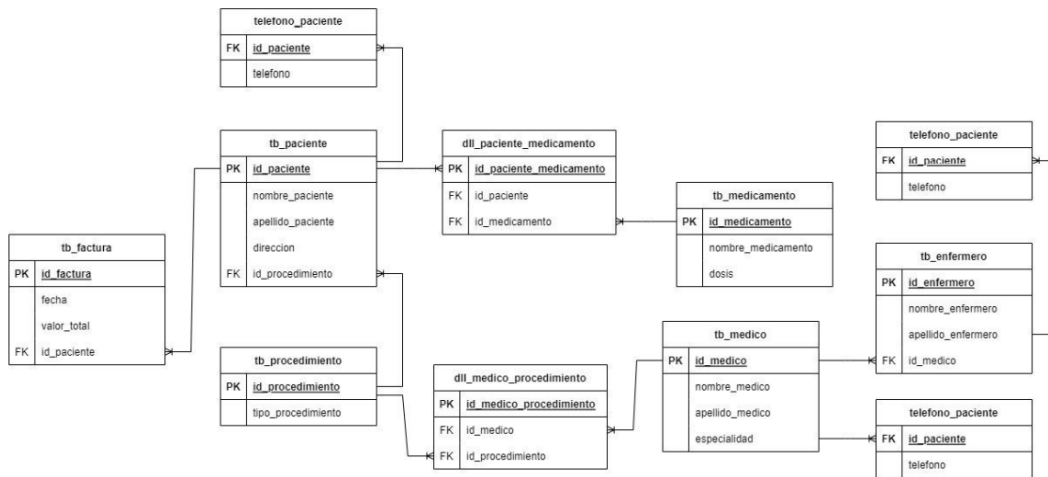 telefono_paciente
FK id_paciente
telefono
tb_paciente
PK id_paciente
nombre_paciente
apellido_paciente
direccion
FK id_procedimiento
dll_paciente_medicamento
PK id_paciente_medicamento
FK id_paciente
FK id_medicamento
telefono_paciente
FK id_paciente
telefono
tb_medicamento
PK id_medicamento
nombre_medicamento
dosis
tb_factura
PK id_factura
fecha
valor_total
FK id_paciente
tb_enfermero
PK id_enfermero
nombre_enfermero
apellido_enfermero
FK id_medico
tb_procedimiento
PK id_procedimiento
tipo_procedimiento
dll_medico_procedimiento
PK id_medico_procedimiento
FK id_medico
FK id_procedimiento
tb_medico
PK id_medico
nombre_medico
apellido_medico
especialidad
telefono_paciente
FK id_paciente
telefono